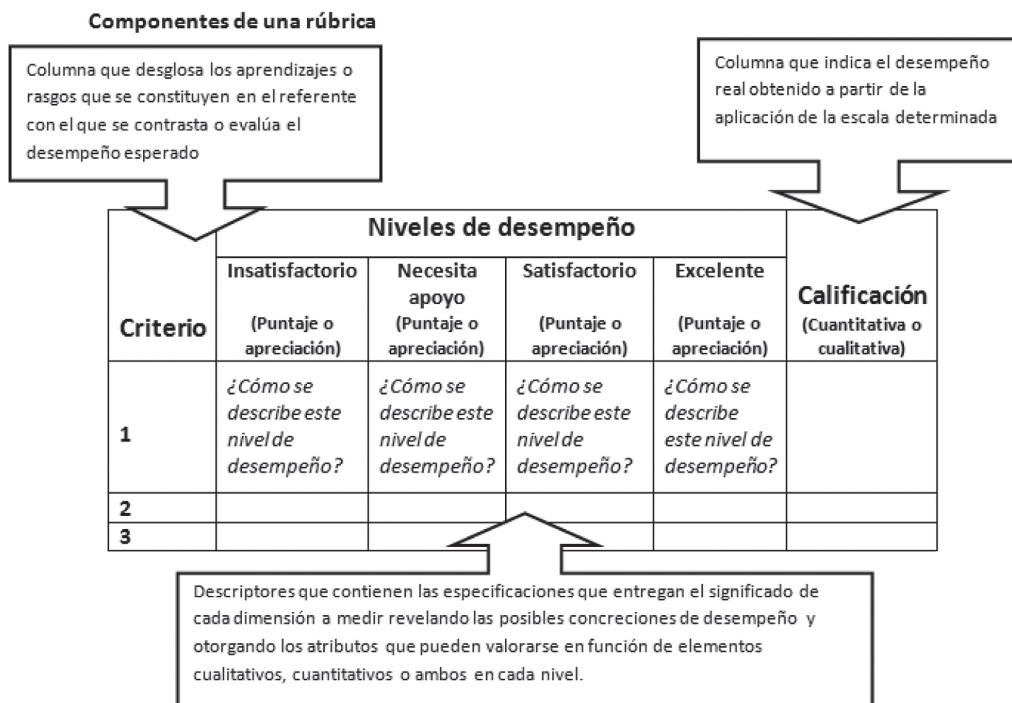 Componentes de una rúbrica
Columna que desglosa los aprendizajes o
rasgos que se constituyen en el referente
con el que se contrasta o evalúa el
desempeño esperado
Columna que indica el desempeño
real obtenido a partir de la
aplicación de la escala determinada
Criterio
Niveles de desempeño
Insatisfactorio
(Puntaje o
apreciación)
Necesita
apoyo
(Puntaje o
apreciación)
Satisfactorio
(Puntaje o
apreciación)
Excelente
(Puntaje o
apreciación)
Calificación
(Cuantitativa o
cualitativa)
1
¿Cómo se
describe este
nivel de
desempeño?
¿Cómo se
describe este
nivel de
desempeño?
¿Cómo se
describe este
nivel de
desempeño?
¿Cómo se
describe
este nivel de
desempeño?
2
3
Descriptores que contienen las especificaciones que entregan el significado de
cada dimensión a medir revelando las posibles concreciones de desempeño y
otorgando los atributos que pueden valorarse en función de elementos
cualitativos, cuantitativos o ambos en cada nivel.